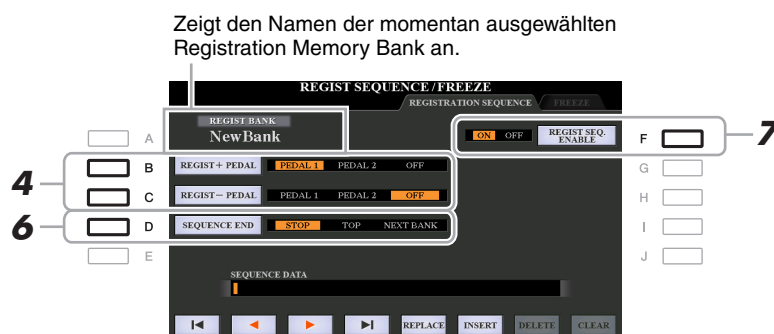 Zeigt den Namen der momentan ausgewählten
Registration Memory Bank an.
REGIST SEQUENCE/FREEZE
REGISTRATION SEQUENCE FREEZE
REGIST BANK
NewBank
ON OFF REGIST SEQ. ENABLE
A
F
7
B
REGIST+ PEDAL PEDAL 1 PEDAL 2 OFF
G
4
C
REGIST− PEDAL PEDAL 1 PEDAL 2 OFF
H
6
D
SEQUENCE END STOP TOP NEXT BANK
I
E
J
SEQUENCE DATA
REPLACE INSERT DELETE CLEAR